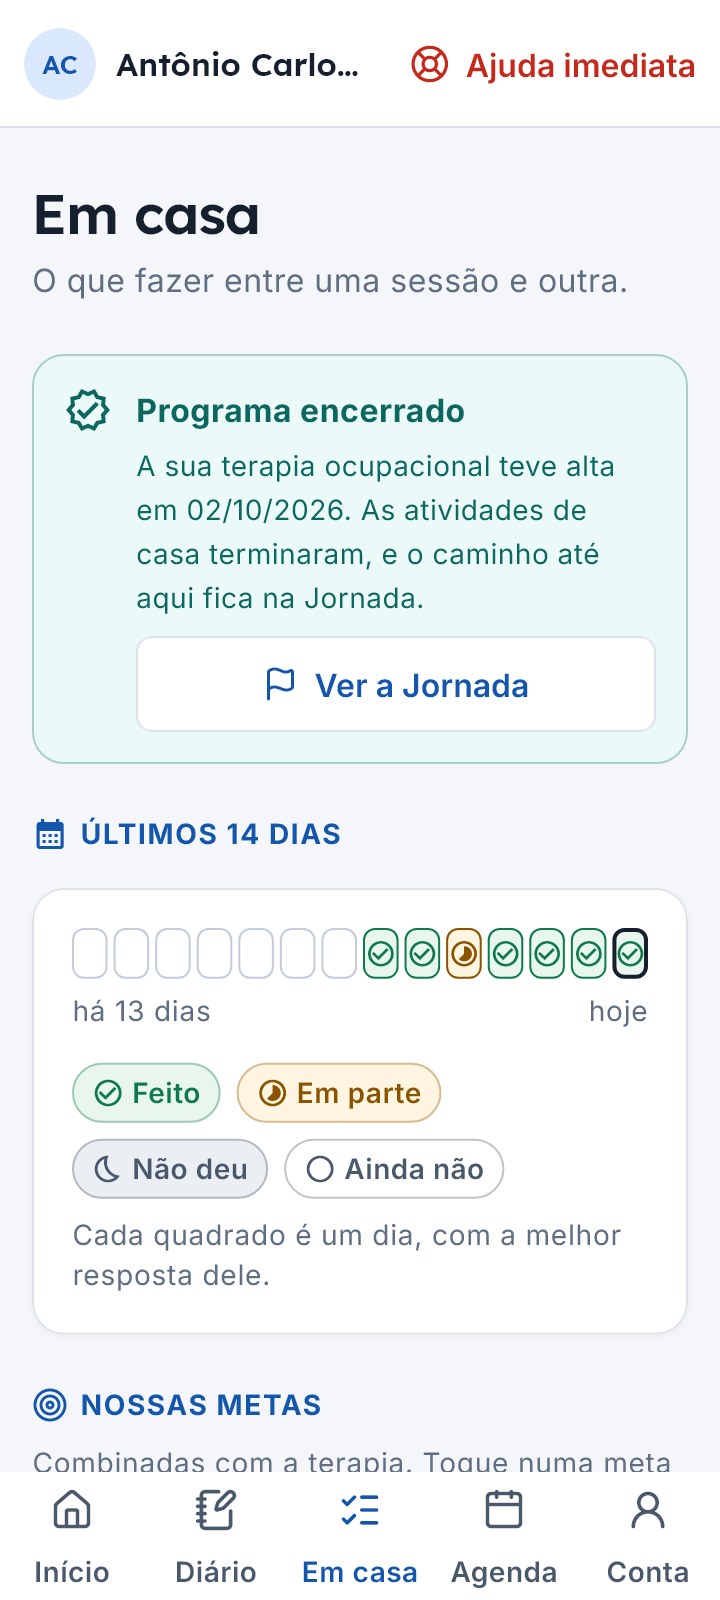 AC
Antônio Carlo...
Ajuda imediata
Em casa
O que fazer entre uma sessão e outra.
Programa encerrado
A sua terapia ocupacional teve alta
em 02/10/2026. As atividades de
casa terminaram, e o caminho até
aqui fica na Jornada.
Ver a Jornada
ÚLTIMOS 14 DIAS
há 13 dias
hoje
Feito
Em parte
Não deu
Ainda não
Cada quadrado é um dia, com a melhor
resposta dele.
NOSSAS METAS
Combinadas com a terapia. Toque numa meta
Início
Diário
Em casa
Agenda
Conta